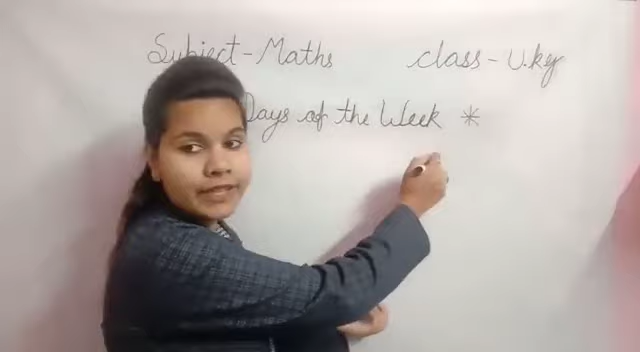 Subject-Maths class-U.kg
Days of the Week *